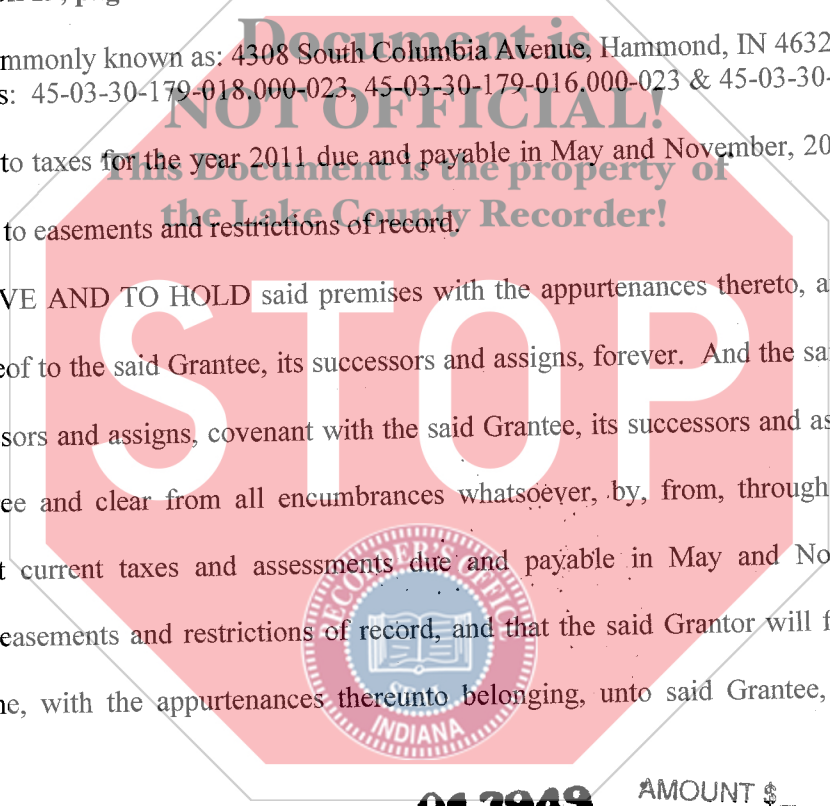 Document is
mmonly known as: 4308 South Columbia Avenue, Hammond, IN 4632
s: 45-03-30-179-018.000-023, 45-03-30-179-016.000-023 & 45-03-30-
NOT OFFICIAL!
to taxes for the year 2011 due and payable in May and November, 20
This Document is the property of
the Lake County Recorder!
to easements and restrictions of record.
VE AND TO HOLD said premises with the appurtenances thereto, a
eof to the said Grantee, its successors and assigns, forever. And the sa
STOP
sors and assigns, covenant with the said Grantee, its successors and as
ee and clear from all encumbrances whatsoever, by, from, through
t current taxes and assessments due and payable in May and No
easements and restrictions of record, and that the said Grantor will f
ne, with the appurtenances thereunto belonging, unto said Grantee,
RECORDER'S OFFIC
SEAL
INDIANA
AMOUNT $